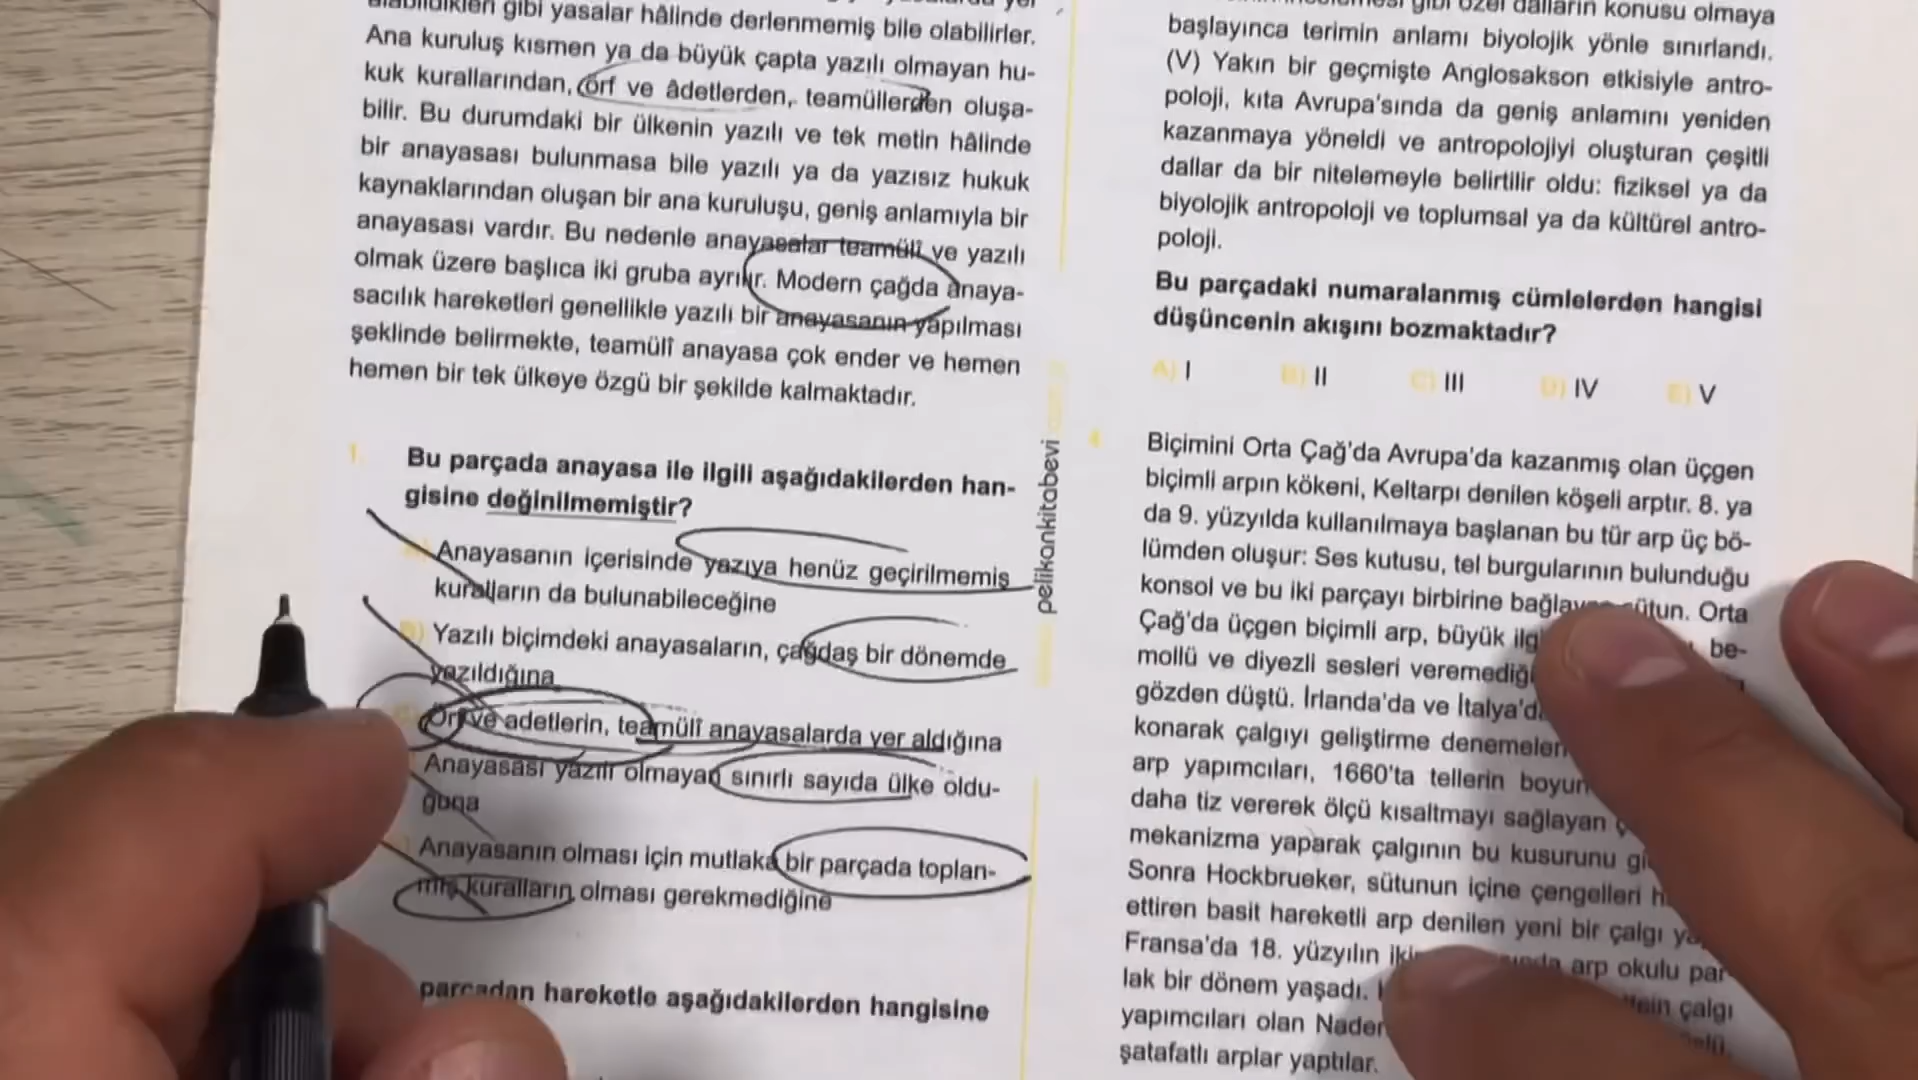 gibi yasalar hâlinde derlenmemiş bile olabilirler.
Ana kuruluş kısmen ya da büyük çapta yazılı olmayan hu-
kuk kurallarından, örf ve âdetlerden, teamüllerden oluşa-
bilir. Bu durumdaki bir ülkenin yazılı ve tek metin hâlinde
bir anayasası bulunmasa bile yazılı ya da yazısız hukuk
kaynaklarından oluşan bir ana kuruluşu, geniş anlamıyla bir
anayasası vardır. Bu nedenle anayasalar teamülî ve yazılı
olmak üzere başlıca iki gruba ayrılır. Modern çağda anaya-
sacılık hareketleri genellikle yazılı bir anayasanın yapılması
şeklinde belirmekte, teamülî anayasa çok ender ve hemen
hemen bir tek ülkeye özgü bir şekilde kalmaktadır.
1. Bu parçada anayasa ile ilgili aşağıdakilerden han-
gisine değinilmemiştir?
Anayasanın içerisinde yazıya henüz geçirilmemiş
kuralların da bulunabileceğine
B) Yazılı biçimdeki anayasaların, çağdaş bir dönemde
yazıldığına
Örf ve adetlerin, teamülî anayasalarda yer aldığına
Anayasası yazılı olmayan sınırlı sayıda ülke oldu-
ğuna
Anayasanın olması için mutlaka bir parçada toplan-
mış kuralların olması gerekmediğine
parçadan hareketle aşağıdakilerden hangisine
pelikankitabevi
gibi özel dalların konusu olmaya
başlayınca terimin anlamı biyolojik yönle sınırlandı.
(V) Yakın bir geçmişte Anglosakson etkisiyle antro-
poloji, kıta Avrupa'sında da geniş anlamını yeniden
kazanmaya yöneldi ve antropolojiyi oluşturan çeşitli
dallar da bir nitelemeyle belirtilir oldu: fiziksel ya da
biyolojik antropoloji ve toplumsal ya da kültürel antro-
poloji.
Bu parçadaki numaralanmış cümlelerden hangisi
düşüncenin akışını bozmaktadır?
A) I B) II C) III D) IV E) V
4 Biçimini Orta Çağ'da Avrupa'da kazanmış olan üçgen
biçimli arpın kökeni, Keltarpı denilen köşeli arptır. 8. ya
da 9. yüzyılda kullanılmaya başlanan bu tür arp üç bö-
lümden oluşur: Ses kutusu, tel burgularının bulunduğu
konsol ve bu iki parçayı birbirine bağlayan sütun. Orta
Çağ'da üçgen biçimli arp, büyük be-
mollü ve diyezli sesleri
gözden düştü. İrlanda'da ve
konarak çalgıyı geliştirme
arp yapımcıları, 1660'ta tellerin
daha tiz vererek ölçü kısaltmayı sağlayan
mekanizma yaparak çalgının bu kusurunu
Sonra Hockbrueker, sütunun içine çengelleri
ettiren basit hareketli arp denilen yeni bir çalgı
Fransa'da 18. yüzyılın arp okulu par-
lak bir dönem yaşadı. çalgı
yapımcıları olan
şatafatlı arplar yaptılar.